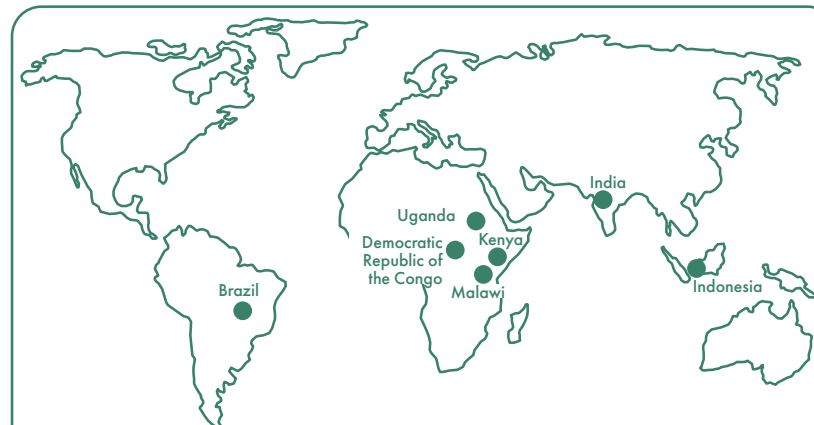 India
Uganda
Kenya
Democratic
Republic of
the Congo
Malawi
Indonesia
Brazil